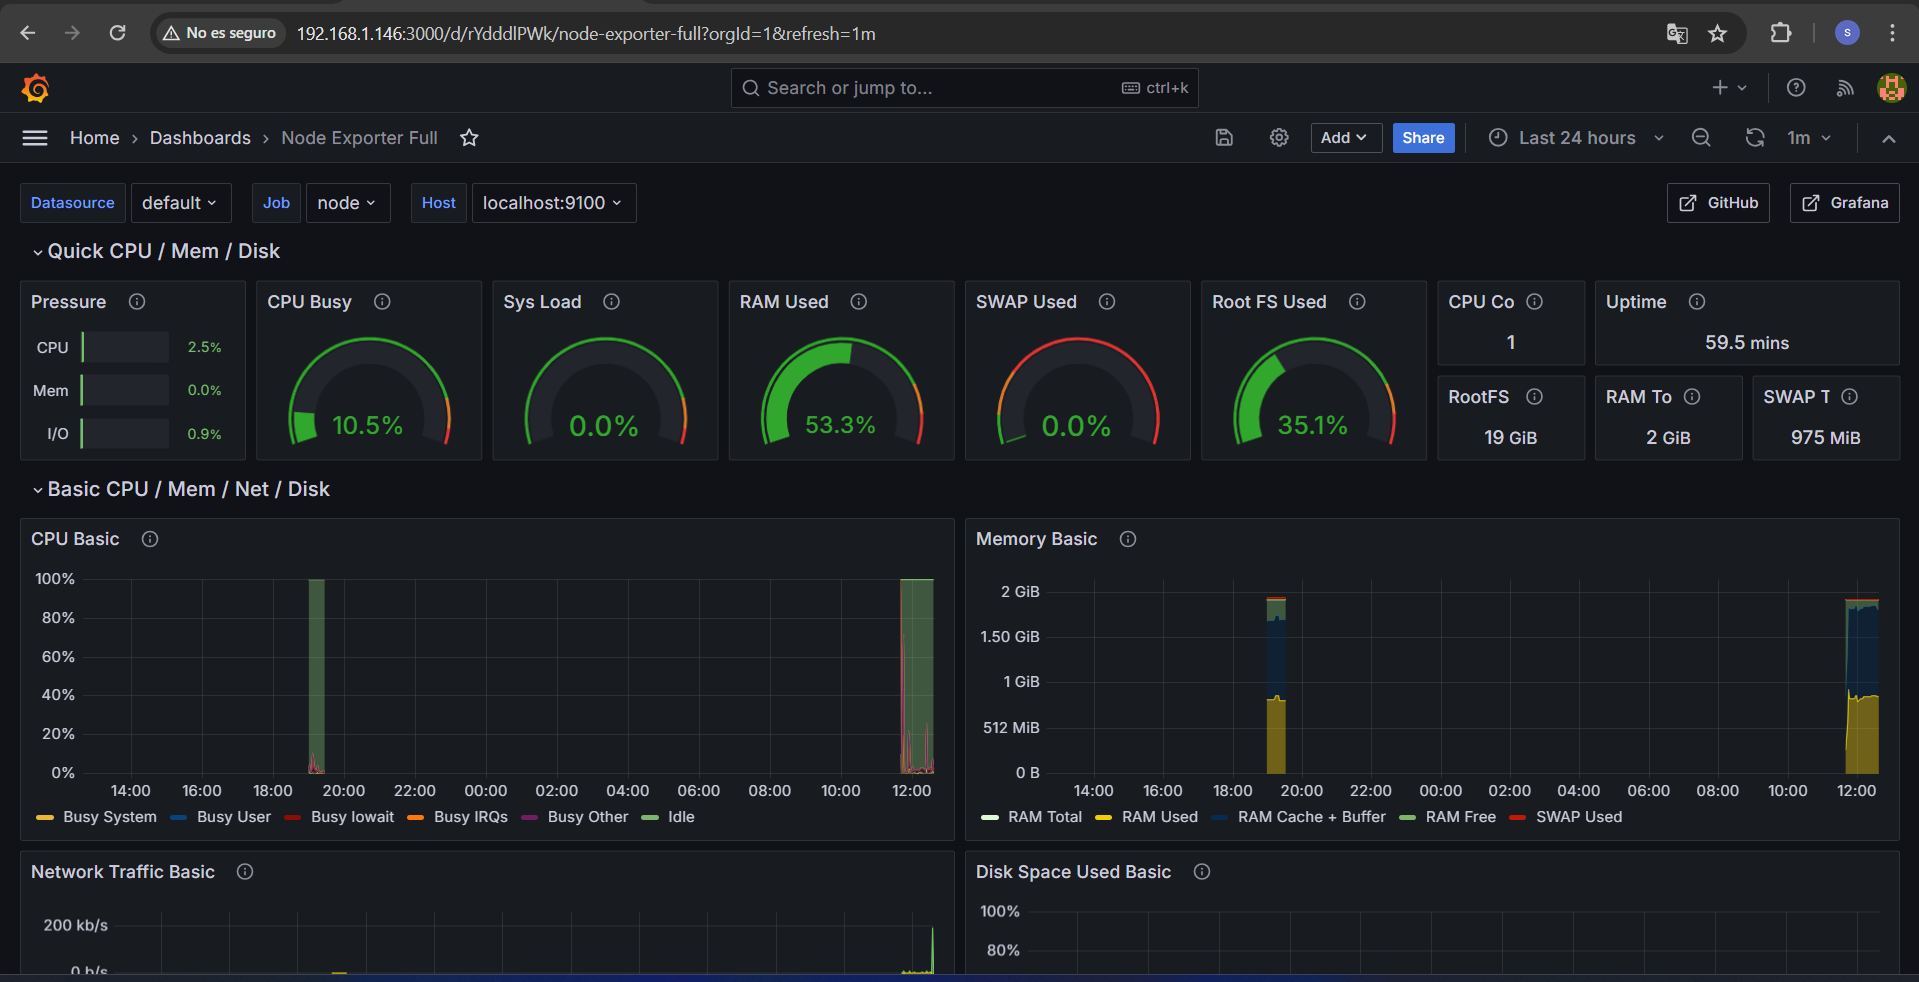 No es seguro 192.168.1.146:3000/d/rYdddlPWk/node-exporter-full?orgId=1&refresh=1m S
Search or jump to... ctrl+k
Home › Dashboards › Node Exporter Full Add Share Last 24 hours 1m
Datasource default Job node Host localhost:9100 GitHub Grafana
Quick CPU / Mem / Disk
Pressure
CPU 2.5%
Mem 0.0%
I/O 0.9%
CPU Busy
10.5%
Sys Load
0.0%
RAM Used
53.3%
SWAP Used
0.0%
Root FS Used
35.1%
CPU Co
1
Uptime
59.5 mins
RootFS
19 GiB
RAM To
2 GiB
SWAP T
975 MiB
Basic CPU / Mem / Net / Disk
CPU Basic
100%
80%
60%
40%
20%
0%
14:00 16:00 18:00 20:00 22:00 00:00 02:00 04:00 06:00 08:00 10:00 12:00
Busy System Busy User Busy Iowait Busy IRQs Busy Other Idle
Memory Basic
2 GiB
1.50 GiB
1 GiB
512 MiB
0 B
14:00 16:00 18:00 20:00 22:00 00:00 02:00 04:00 06:00 08:00 10:00 12:00
RAM Total RAM Used RAM Cache + Buffer RAM Free SWAP Used
Network Traffic Basic
200 kb/s
0 b/s
Disk Space Used Basic
100%
80%